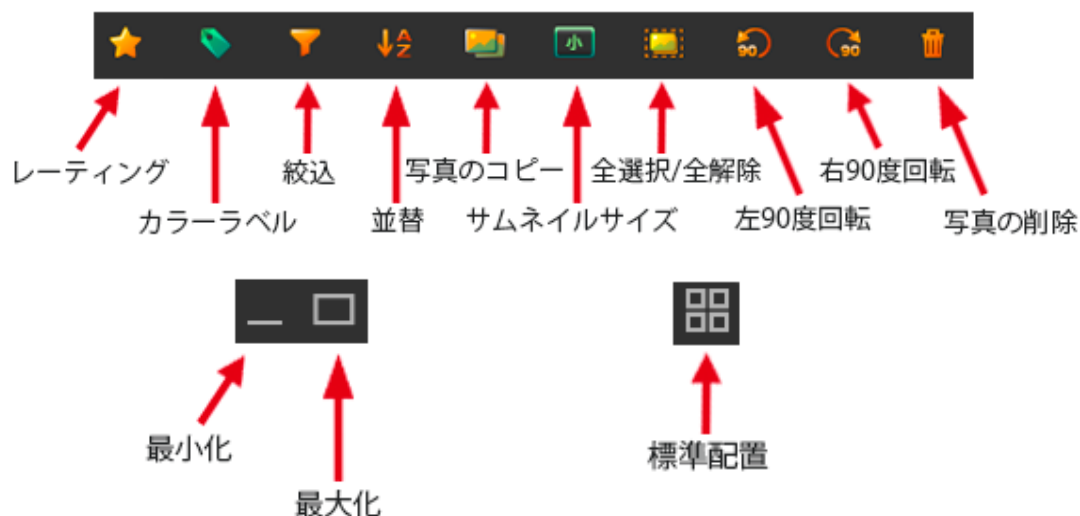 A
Z
小
90
90
レーティング
絞込
写真のコピー
全選択/全解除
右90度回転
カラーラベル
並替
サムネイルサイズ
左90度回転
写真の削除
最小化
標準配置
最大化